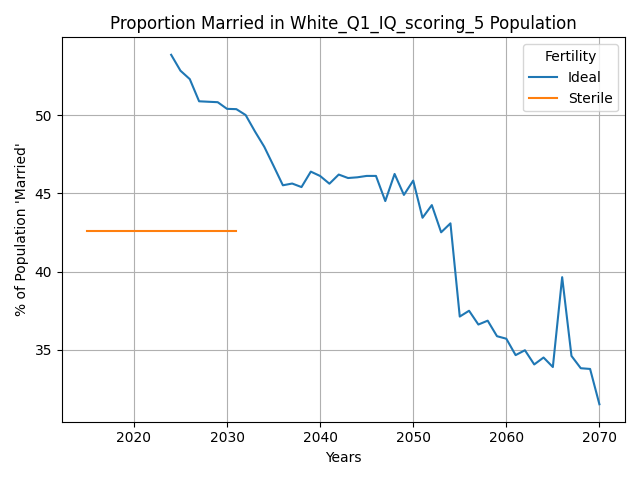 Proportion Married in White_Q1_IQ_scoring_5 Population
Fertility
Ideal
Sterile
% of Population 'Married'
50
45
40
35
2020 2030 2040 2050 2060 2070
Years